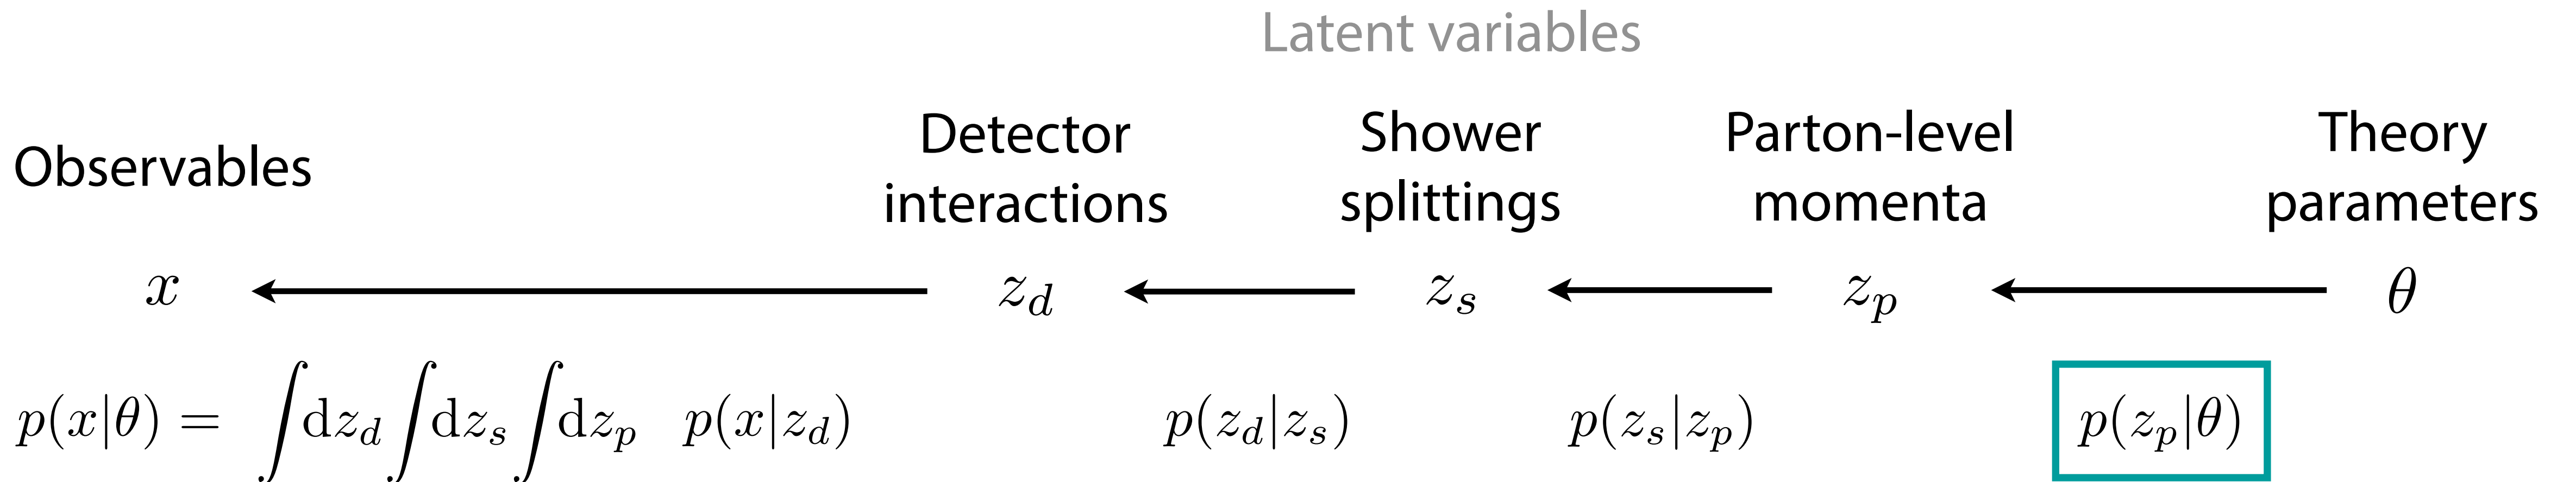 Latent variables
Observables Detector interactions Shower splittings Parton-level momenta Theory parameters
x ← z_d ← z_s ← z_p ← θ
p(x|θ) = ∫dz_d ∫dz_s ∫dz_p p(x|z_d) p(z_d|z_s) p(z_s|z_p) p(z_p|θ)